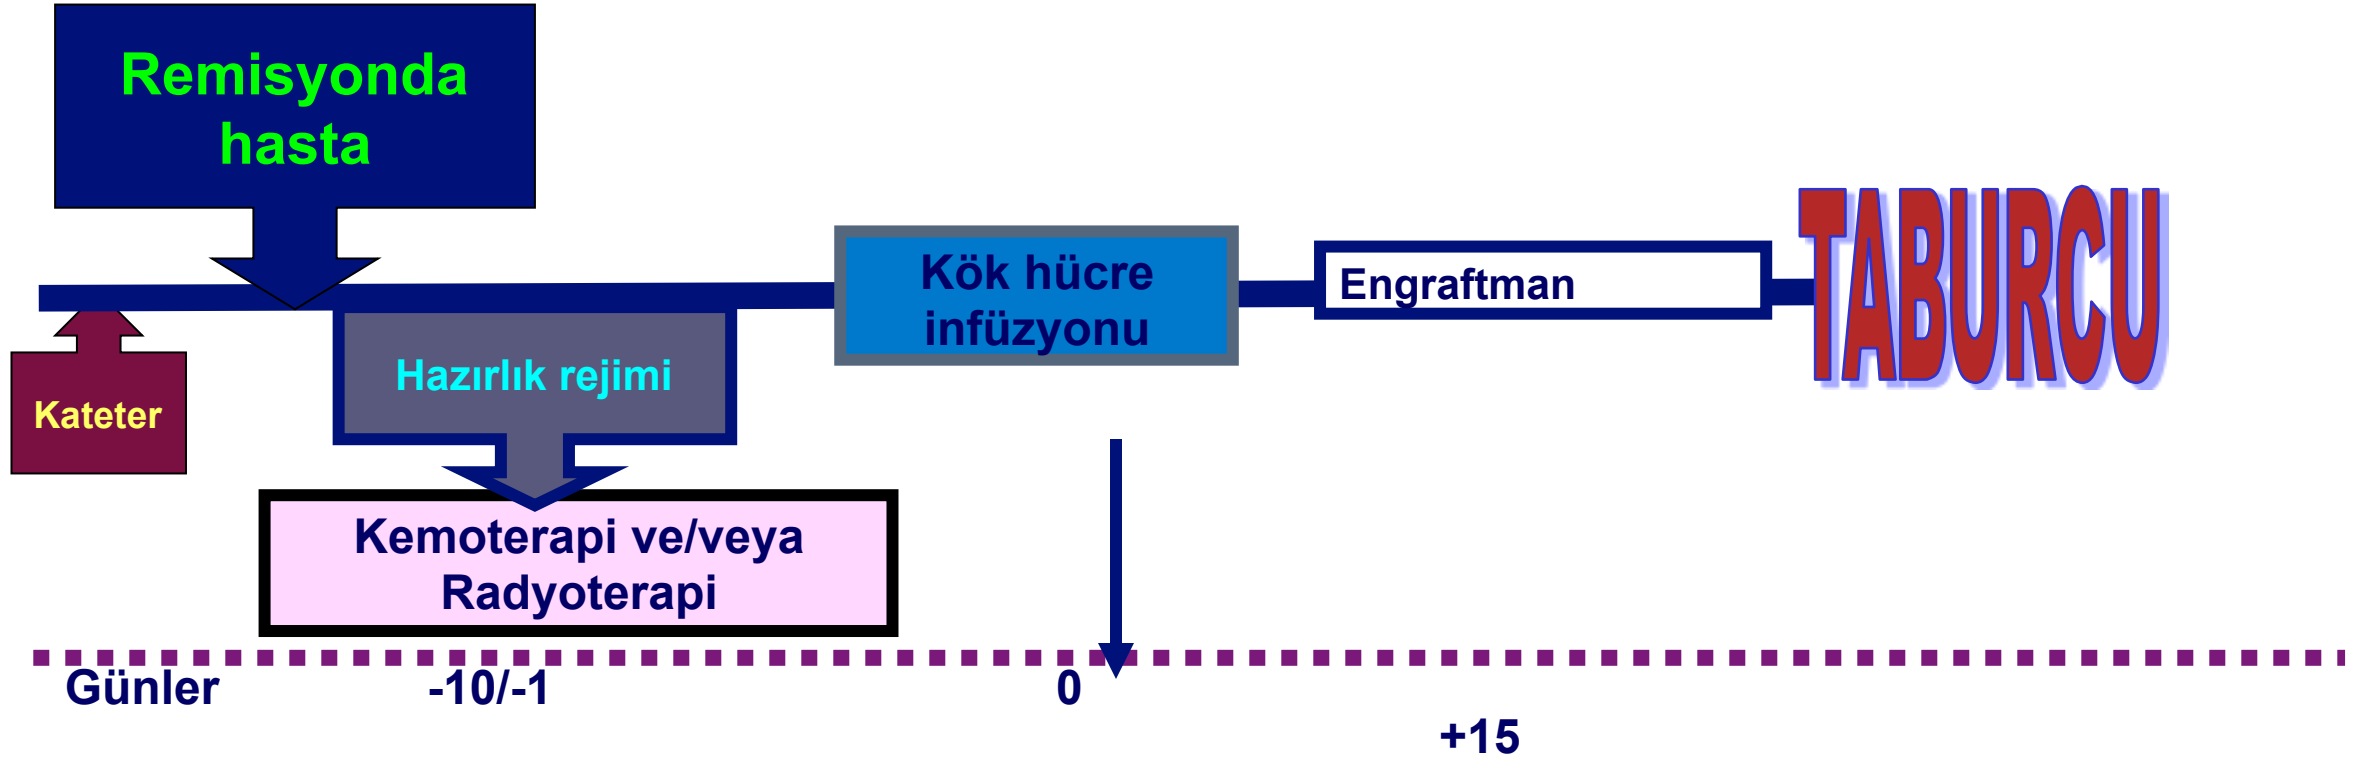 Remisyonda
hasta
Kateter
Hazırlık rejimi
Kemoterapi ve/veya
Radyoterapi
Kök hücre
infüzyonu
Engraftman
TABURCU
Günler -10/-1 0
+15